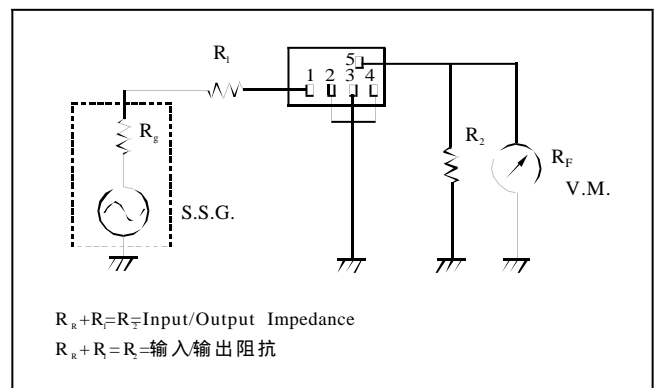 R1
5
1 2 3 4
Rg
R2
RF
V.M.
S.S.G.
RR+R1=R2=Input/Output Impedance
RR+R1=R2=输入/输出阻抗